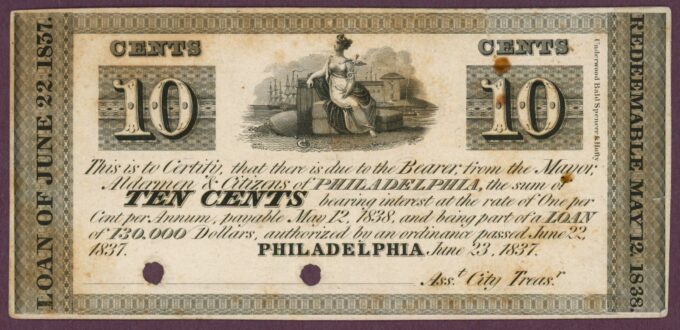 LOAN OF JUNE 22.1837.
CENTS
10
CENTS
10
Underwood Bald Spencer & Hufty
REDEEMABLE MAY 12, 1838.
This is to Certify, that there is due to the Bearer, from the Mayor,
Aldermen & Citizens of PHILADELPHIA, the sum of
TEN CENTS bearing interest at the rate of One per
Cent per Annum, payable May 12, 1838, and being part of a LOAN
of 130.000 Dollars, authorized by an ordinance passed June 22,
1837. PHILADELPHIA June 23, 1837.
Ass.t City Treas.r